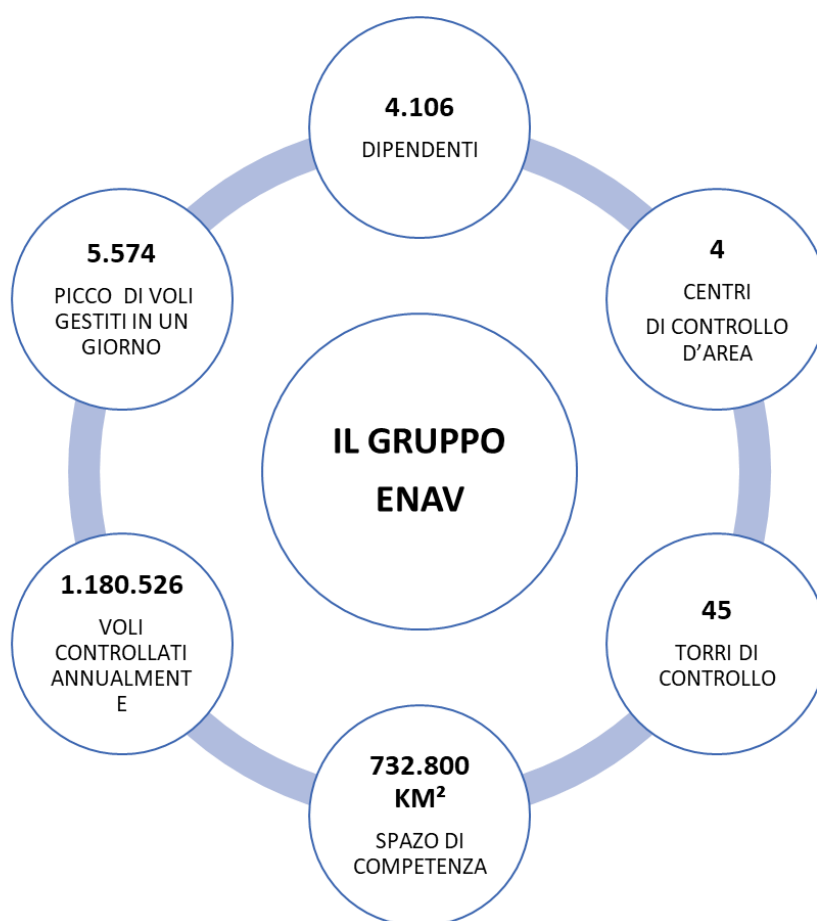 4.106
DIPENDENTI
5.574
PICCO DI VOLI
GESTITI IN UN
GIORNO
4
CENTRI
DI CONTROLLO
D’AREA
IL GRUPPO
ENAV
1.180.526
VOLI
CONTROLLATI
ANNUALMENT
E
45
TORRI DI
CONTROLLO
732.800
KM²
SPAZO DI
COMPETENZA